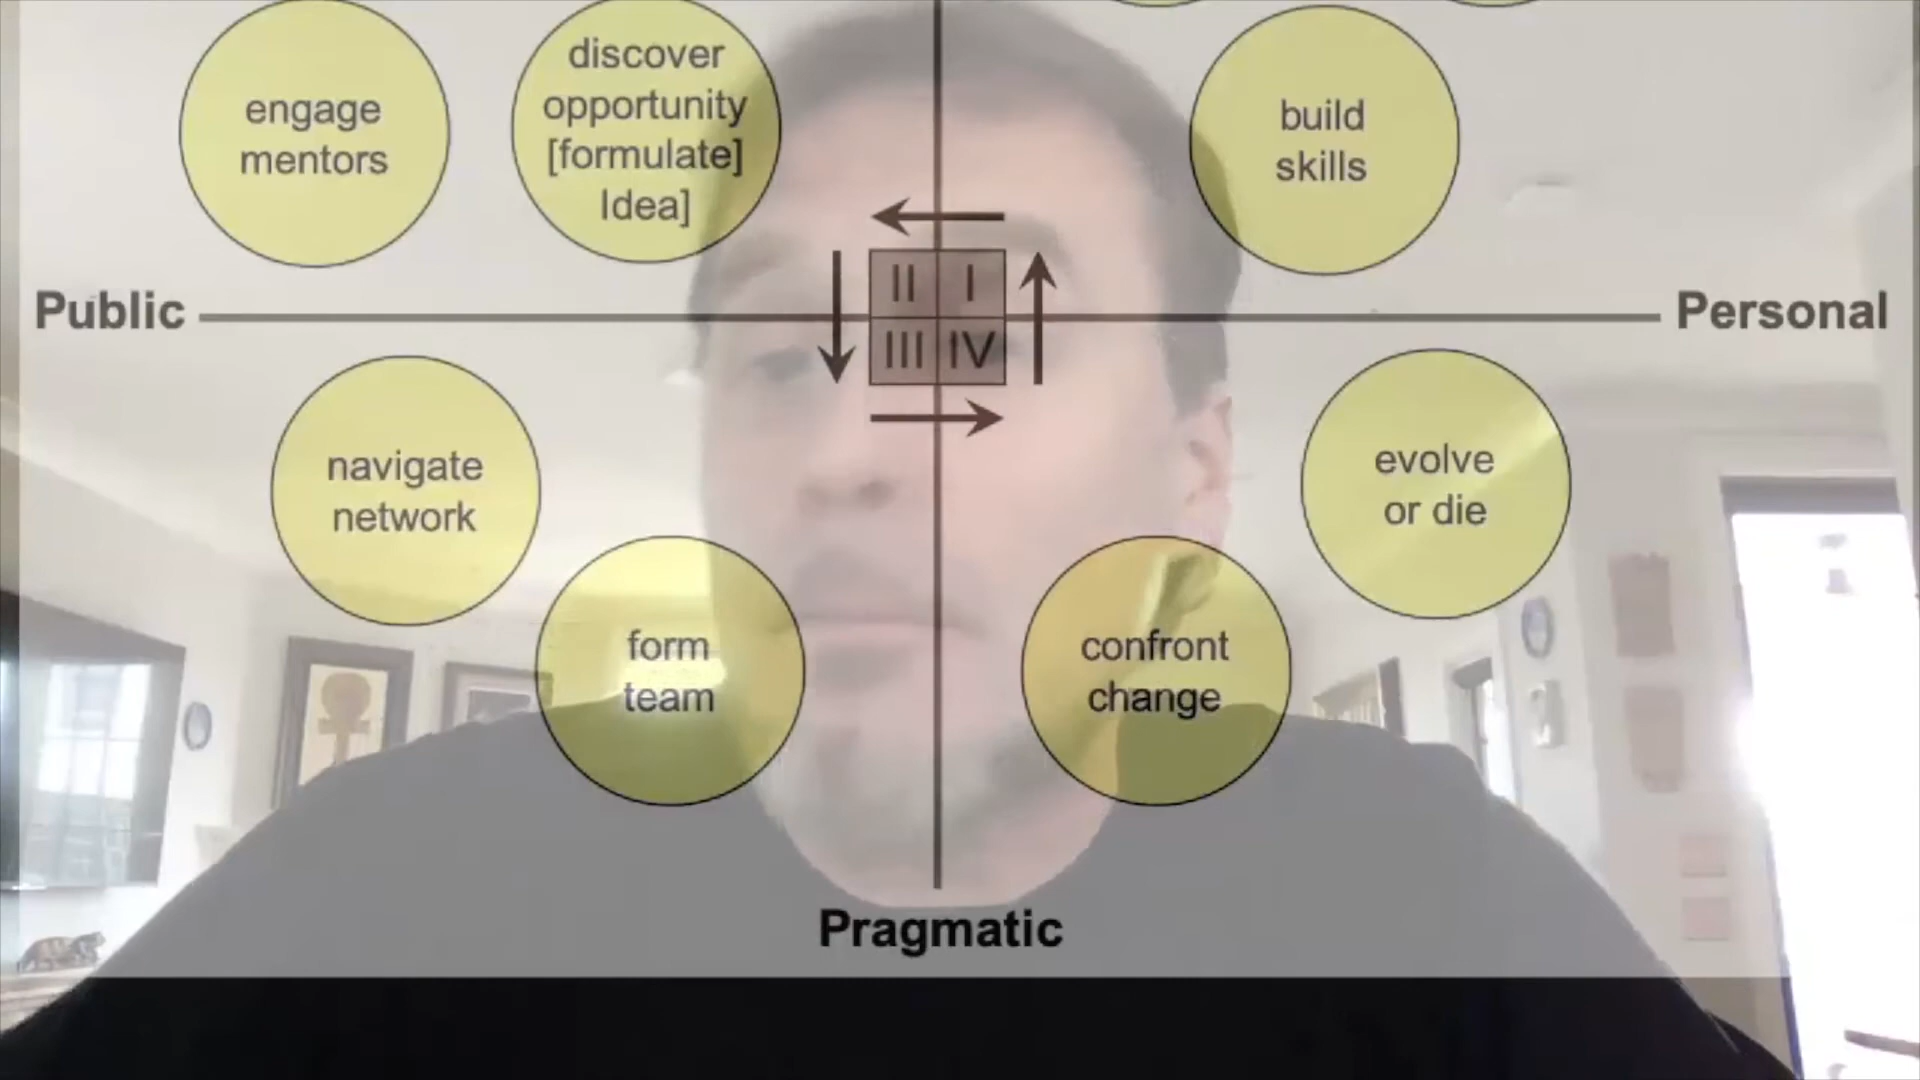 engage
mentors
discover
opportunity
[formulate]
Idea]
build
skills
II
I
Public
Personal
III
IV
navigate
network
evolve
or die
form
team
confront
change
Pragmatic